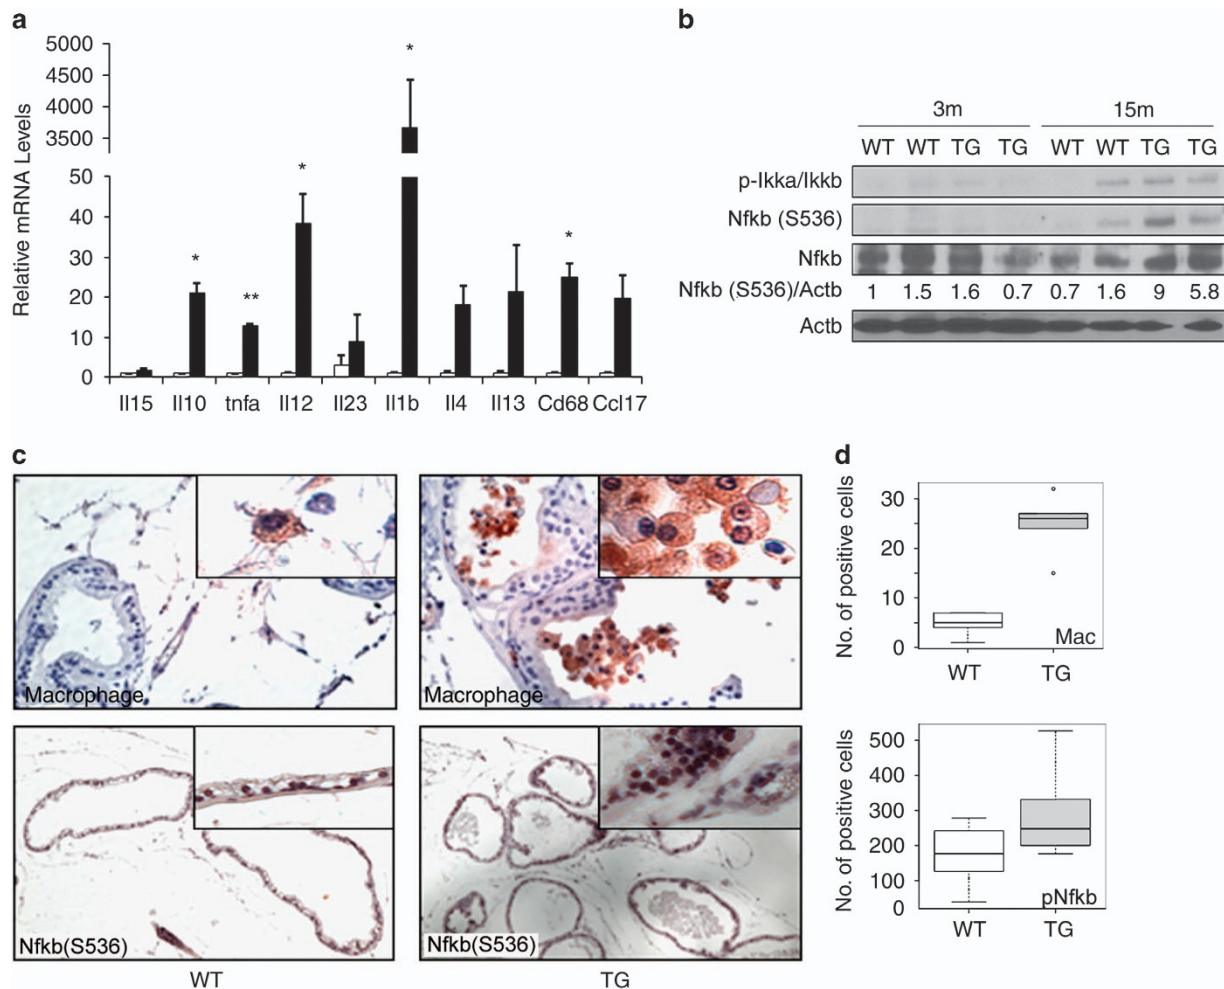 a
Relative mRNA Levels
5000
4500
4000
3500
50
40
30
20
10
0
* ** * * *
Il15 Il10 tnfa Il12 Il23 Il1b Il4 Il13 Cd68 Ccl17
b
3m 15m
WT WT TG TG WT WT TG TG
p-Ikka/Ikkb
Nfkb (S536)
Nfkb
Nfkb (S536)/Actb 1 1.5 1.6 0.7 0.7 1.6 9 5.8
Actb
c
Macrophage
Macrophage
Nfkb(S536)
Nfkb(S536)
WT TG
d
No. of positive cells
30
20
10
0
Mac
WT TG
No. of positive cells
500
400
300
200
100
0
pNfkb
WT TG